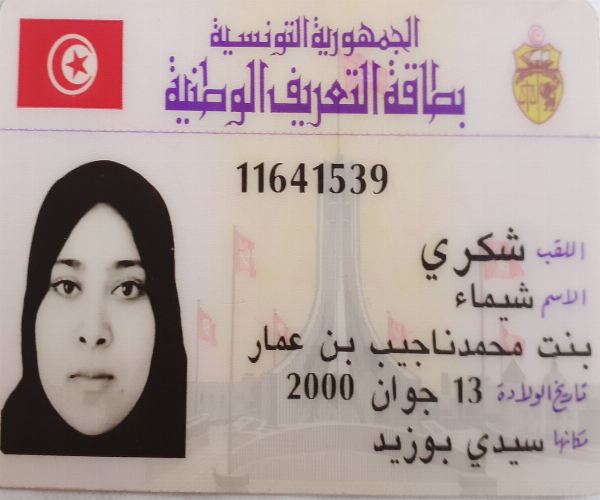 الجمهورية التونسية
بطاقة التعريف الوطنية
11641539
اللقب شكري
الاسم شيماء
بنت محمدناجيب بن عمار
تاريخ الولادة 13 جوان 2000
مكانها سيدي بوزيد